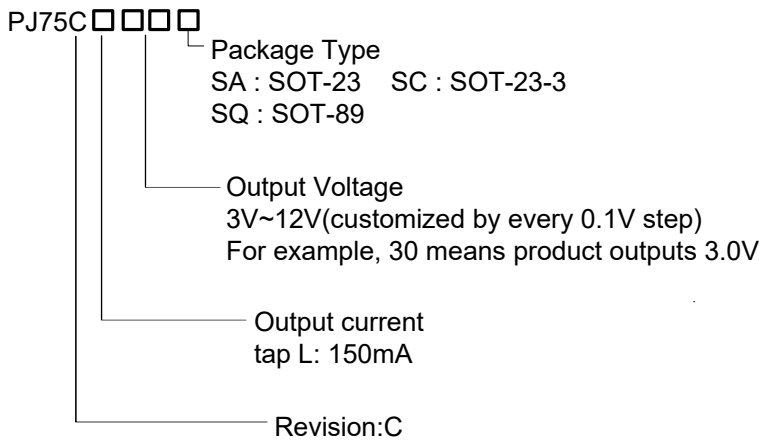 PJ75C□ □□ □
Package Type
SA : SOT-23 SC : SOT-23-3
SQ : SOT-89
Output Voltage
3V~12V(customized by every 0.1V step)
For example, 30 means product outputs 3.0V
Output current
tap L: 150mA
Revision:C